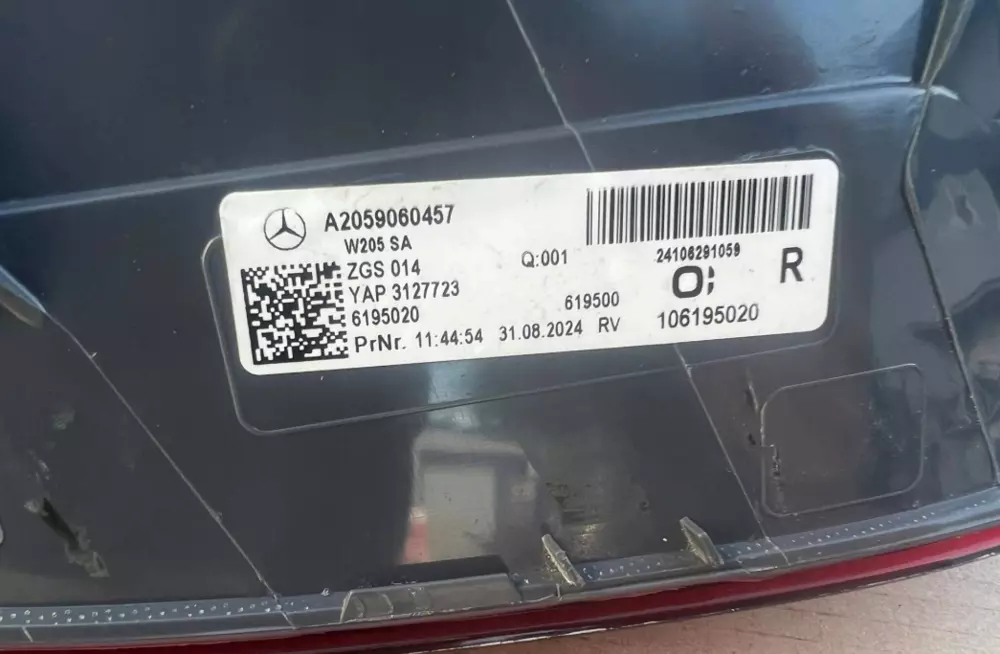 A2059060457
W205 SA
ZGS 014
Q:001
YAP 3127723
6195020
619500
PrNr. 11:44:54 31.08.2024 RV
24106291059
O;
R
106195020